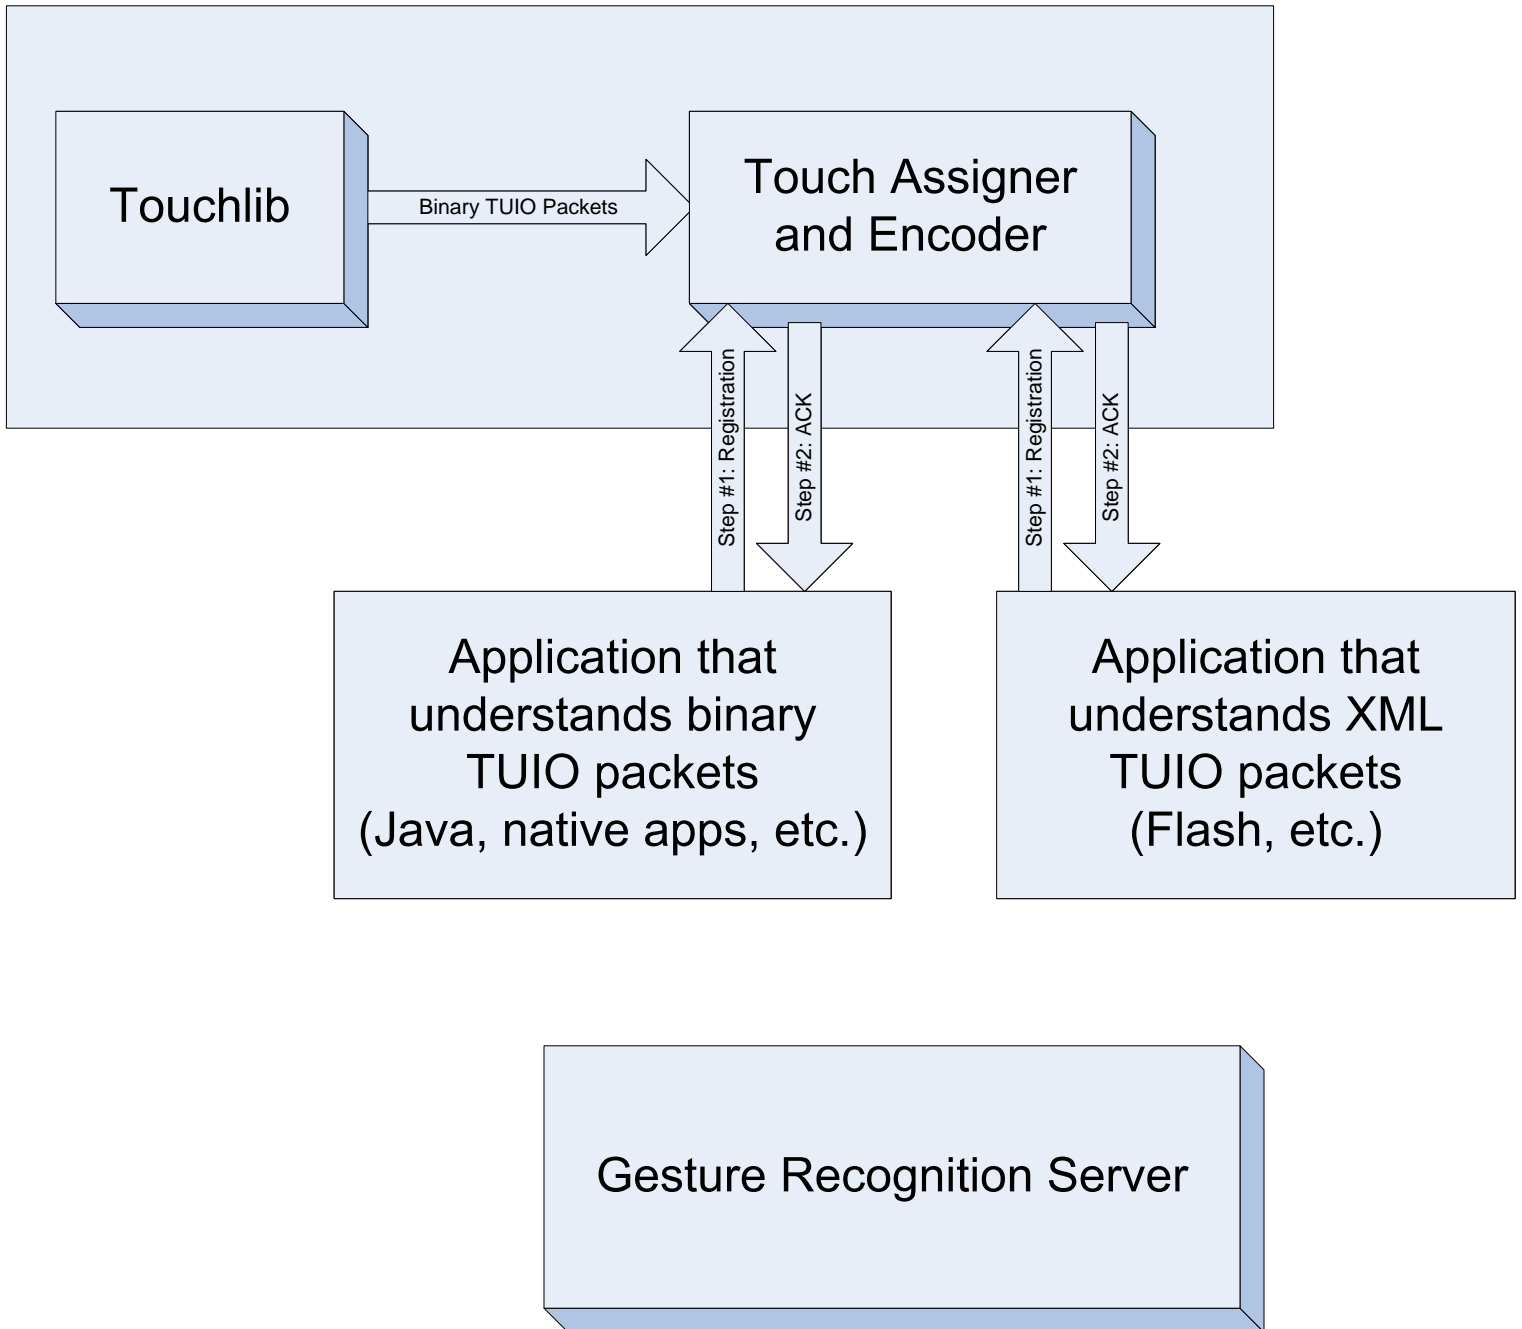 Touchlib
Binary TUIO Packets
Touch Assigner
and Encoder
Step #1: Registration
Step #2: ACK
Step #1: Registration
Step #2: ACK
Application that
understands binary
TUIO packets
(Java, native apps, etc.)
Application that
understands XML
TUIO packets
(Flash, etc.)
Gesture Recognition Server